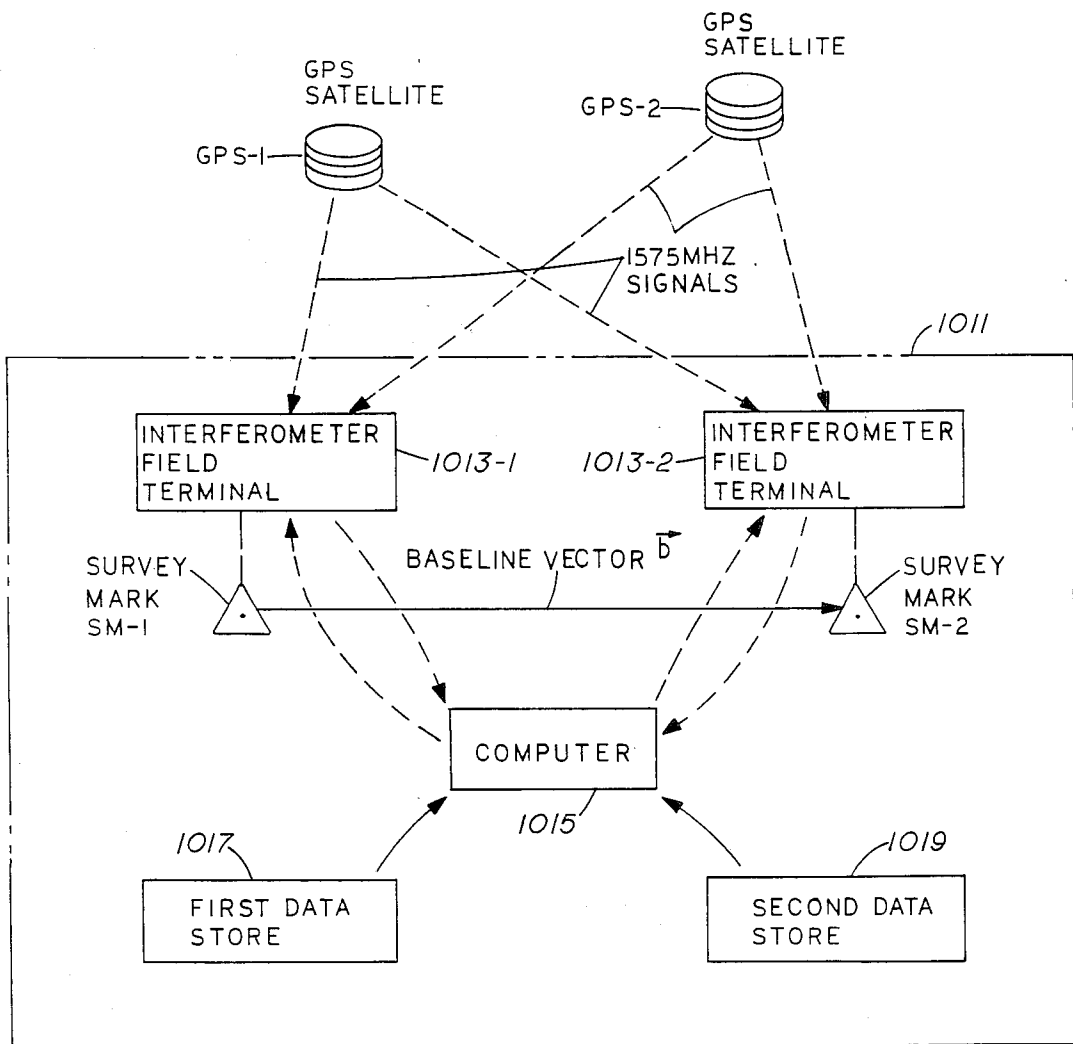 GPS
SATELLITE
GPS-2
GPS
SATELLITE
GPS-1
1575MHZ
SIGNALS
1011
INTERFEROMETER
FIELD
TERMINAL
1013-1
1013-2
INTERFEROMETER
FIELD
TERMINAL
SURVEY
MARK
SM-1
BASELINE VECTOR b
SURVEY
MARK
SM-2
COMPUTER
1015
1017
1019
FIRST DATA
STORE
SECOND DATA
STORE